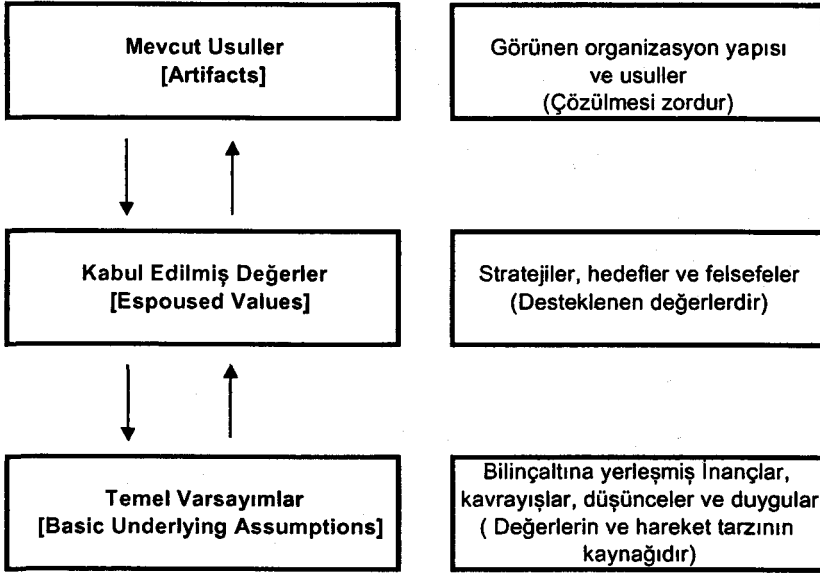 Mevcut Usuller
[Artifacts]
Görünen organizasyon yapısı
ve usuller
(Çözülmesi zordur)
Kabul Edilmiş Değerler
[Espoused Values]
Stratejiler, hedefler ve felsefeler
(Desteklenen değerlerdir)
Temel Varsayımlar
[Basic Underlying Assumptions]
Bilinçaltına yerleşmiş İnançlar,
kavrayışlar, düşünceler ve duygular
( Değerlerin ve hareket tarzının
kaynağıdır)